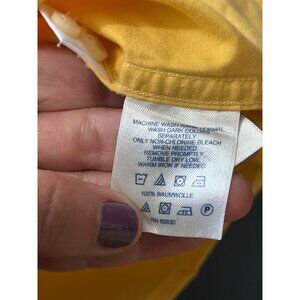 MACHINE WASH WARM NORMAL
WASH DARK COLORS
SEPARATELY
ONLY NON-CHLORINE BLEACH
WHEN NEEDED.
REMOVE PROMPTLY.
TUMBLE DRY LOW.
WARM IRON IF NEEDED.
100% BAUMWOLLE
P
RN 62830